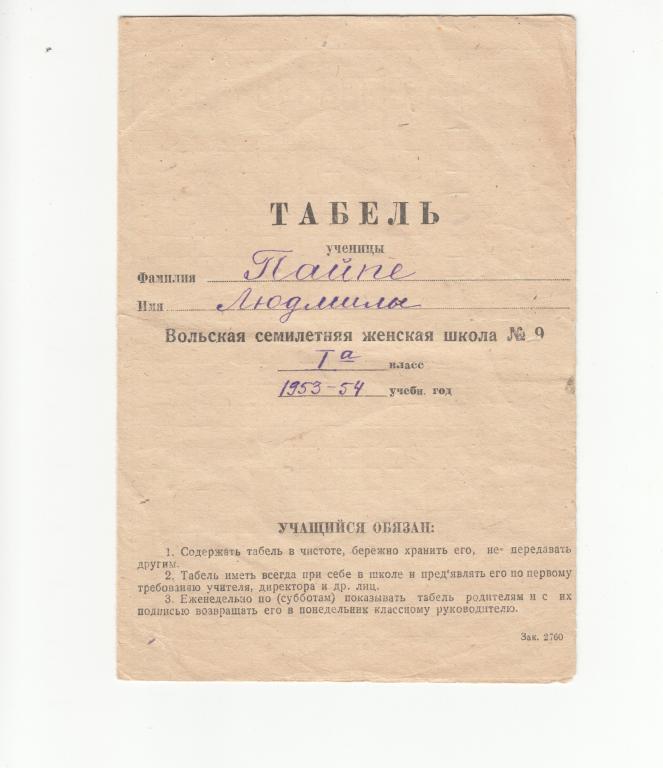 ТАБЕЛЬ
ученицы
Фамилия Пайпе
Имя Людмилы
Вольская семилетняя женская школа № 9
Iа класс
1953-54 учебн. год
УЧАЩИЙСЯ ОБЯЗАН:
1. Содержать табель в чистоте, бережно хранить его, не- передавать
другим.
2. Табель иметь всегда при себе в школе и пред'являть его по первому
требованию учителя, директора и др. лиц.
3. Еженедельно по (субботам) показывать табель родителям и с их
подписью возвращать его в понедельник классному руководителю.
Зак. 2760